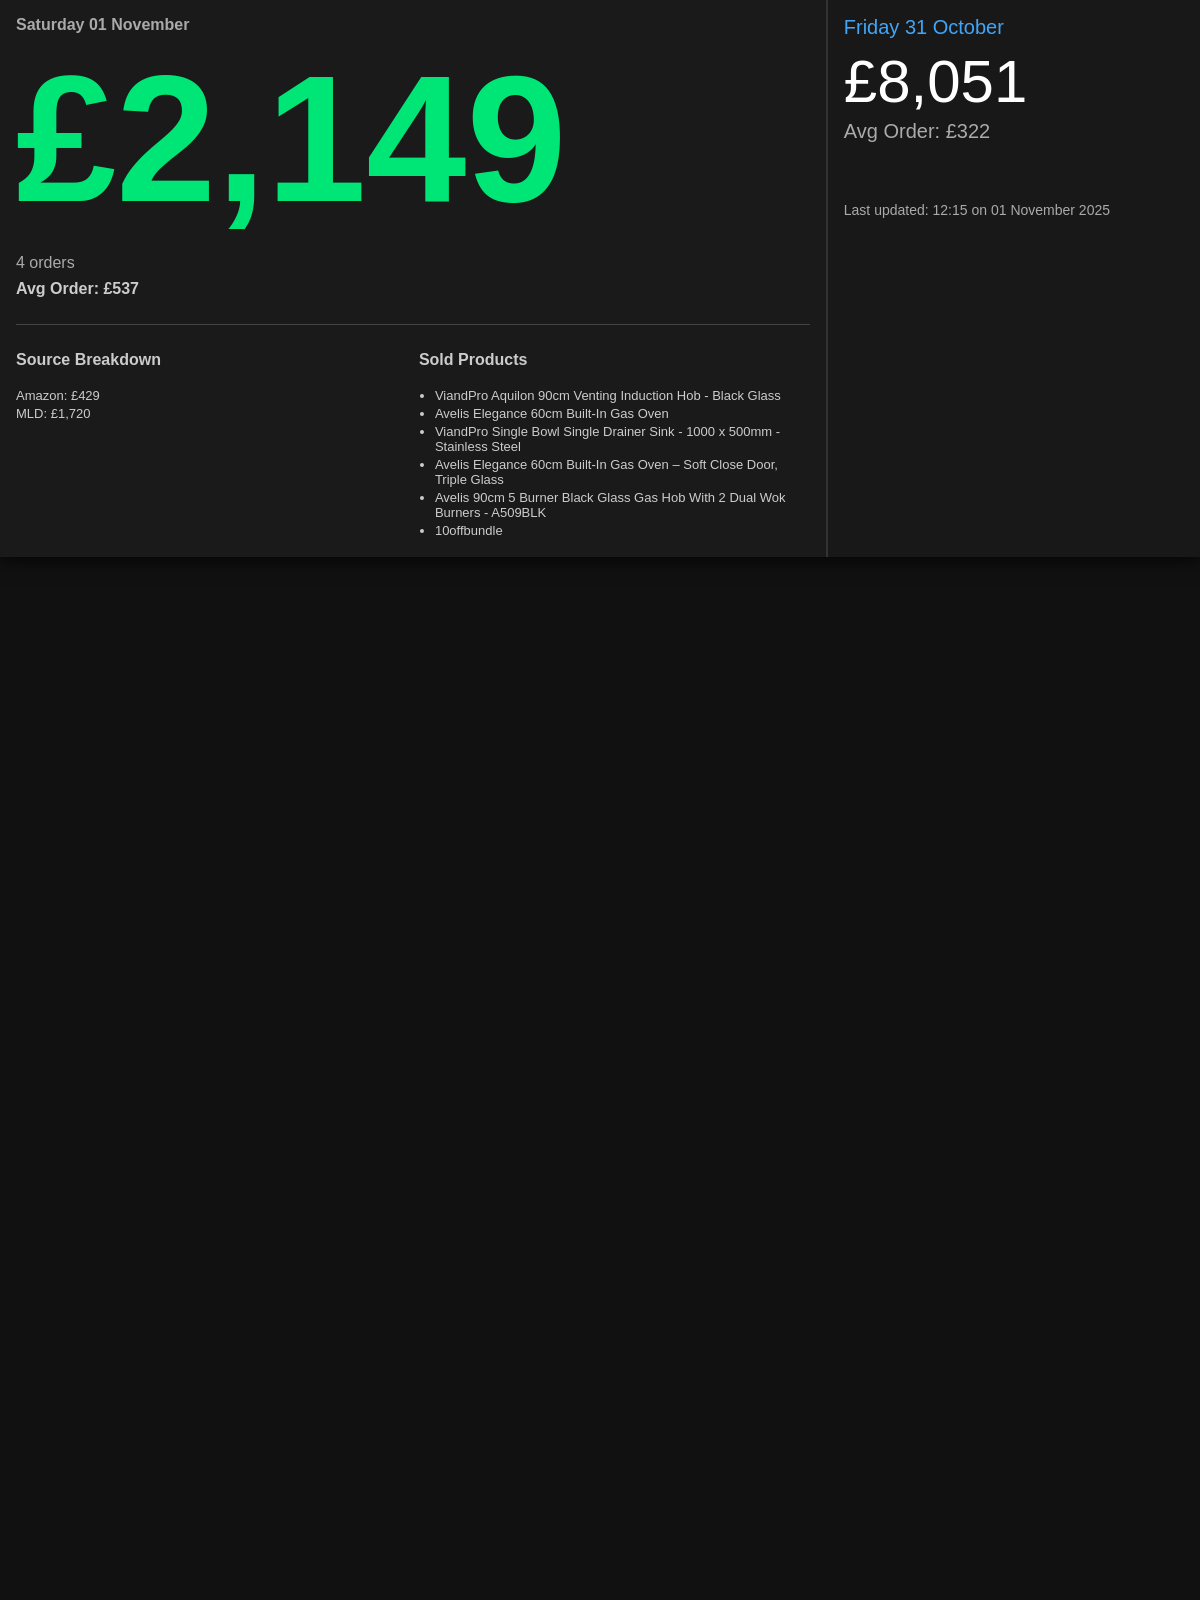 Saturday 01 November
£2,149
4 orders
Avg Order: £537
Source Breakdown
Amazon: £429
MLD: £1,720
Sold Products
• ViandPro Aquilon 90cm Venting Induction Hob - Black Glass
• Avelis Elegance 60cm Built-In Gas Oven
• ViandPro Single Bowl Single Drainer Sink - 1000 x 500mm -
Stainless Steel
• Avelis Elegance 60cm Built-In Gas Oven – Soft Close Door,
Triple Glass
• Avelis 90cm 5 Burner Black Glass Gas Hob With 2 Dual Wok
Burners - A509BLK
• 10offbundle
Friday 31 October
£8,051
Avg Order: £322
Last updated: 12:15 on 01 November 2025